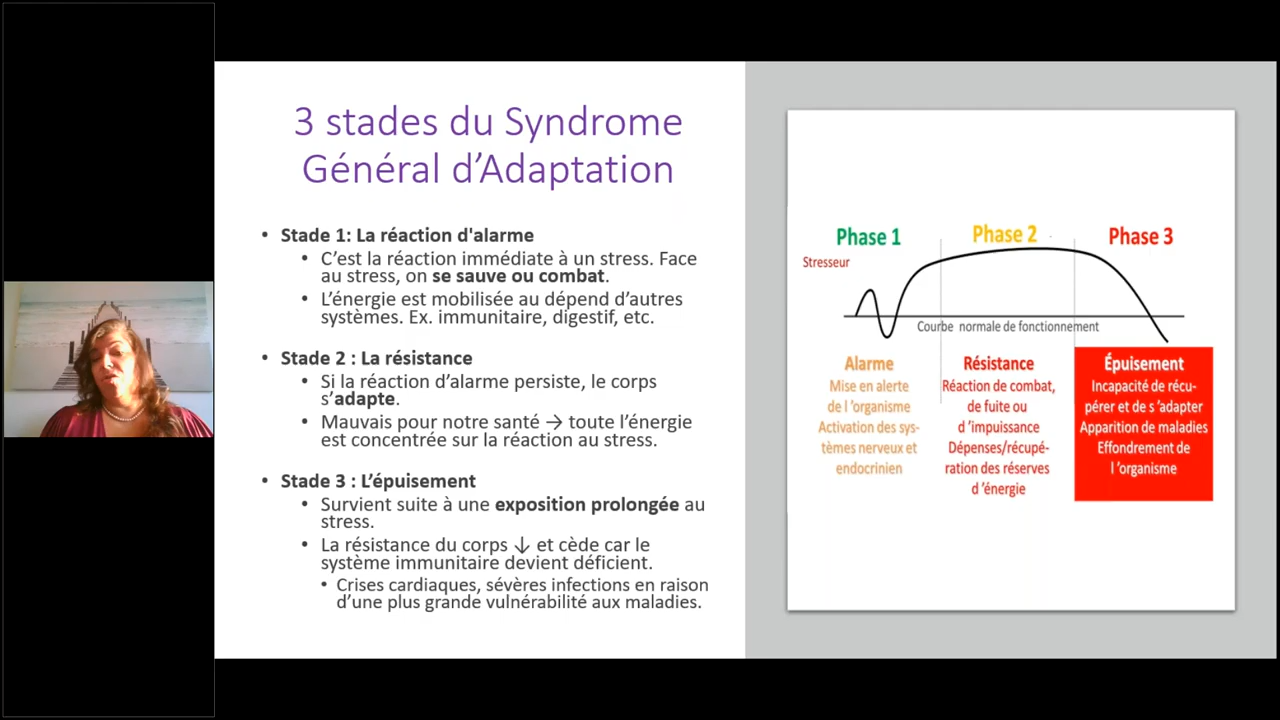 3 stades du Syndrome
Général d’Adaptation
• Stade 1: La réaction d'alarme
• C’est la réaction immédiate à un stress. Face
au stress, on se sauve ou combat.
• L’énergie est mobilisée au dépend d’autres
systèmes. Ex. immunitaire, digestif, etc.
• Stade 2 : La résistance
• Si la réaction d’alarme persiste, le corps
s’adapte.
• Mauvais pour notre santé → toute l’énergie
est concentrée sur la réaction au stress.
• Stade 3 : L’épuisement
• Survient suite à une exposition prolongée au
stress.
• La résistance du corps ↓ et cède car le
système immunitaire devient déficient.
• Crises cardiaques, sévères infections en raison
d’une plus grande vulnérabilité aux maladies.
Phase 1
Phase 2
Phase 3
Stresseur
Courbe normale de fonctionnement
Alarme
Mise en alerte
de l ’organisme
Activation des sys-
tèmes nerveux et
endocrinien
Résistance
Réaction de combat,
de fuite ou
d ’impuissance
Dépenses/récupé-
ration des réserves
d ’énergie
Épuisement
Incapacité de récu-
pérer et de s ’adapter
Apparition de maladies
Effondrement de
l ’organisme